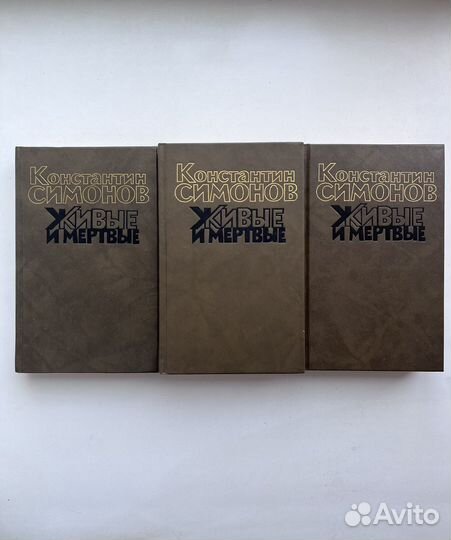 Константин
СИМОНОВ
ЖИВЫЕ
И МЕРТВЫЕ
Константин
СИМОНОВ
ЖИВЫЕ
И МЕРТВЫЕ
Константин
СИМОНОВ
ЖИВЫЕ
И МЕРТВЫЕ
Avito